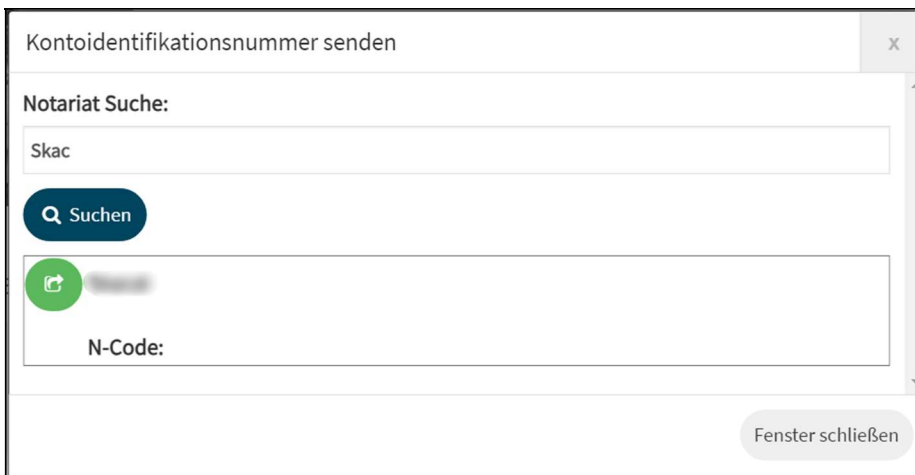 Kontoidentifikationsnummer senden
x
Notariat Suche:
Skac
Suchen
N-Code:
Fenster schließen